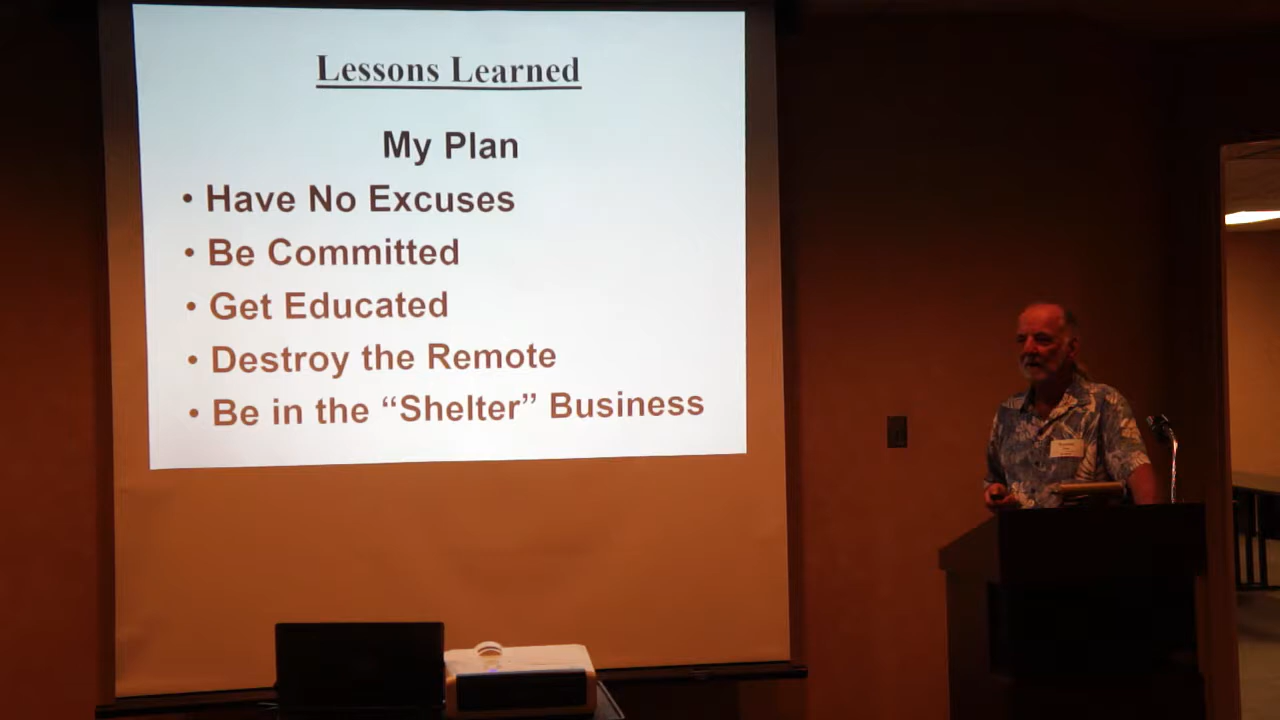 Lessons Learned
My Plan
• Have No Excuses
• Be Committed
• Get Educated
• Destroy the Remote
• Be in the “Shelter” Business